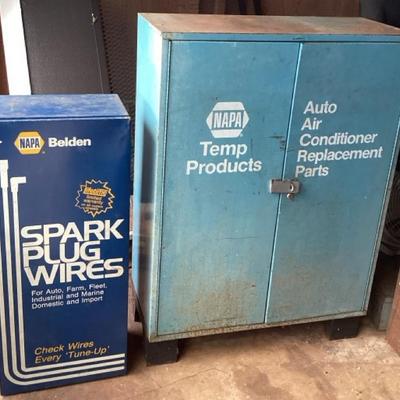 NAPA Belden
SPARK
PLUG
WIRES
For Auto, Farm, Fleet,
Industrial and Marine
Domestic and Import
Check Wires
Every 'Tune-Up'
NAPA
Temp
Products
Auto
Air
Conditioner
Replacement
Parts